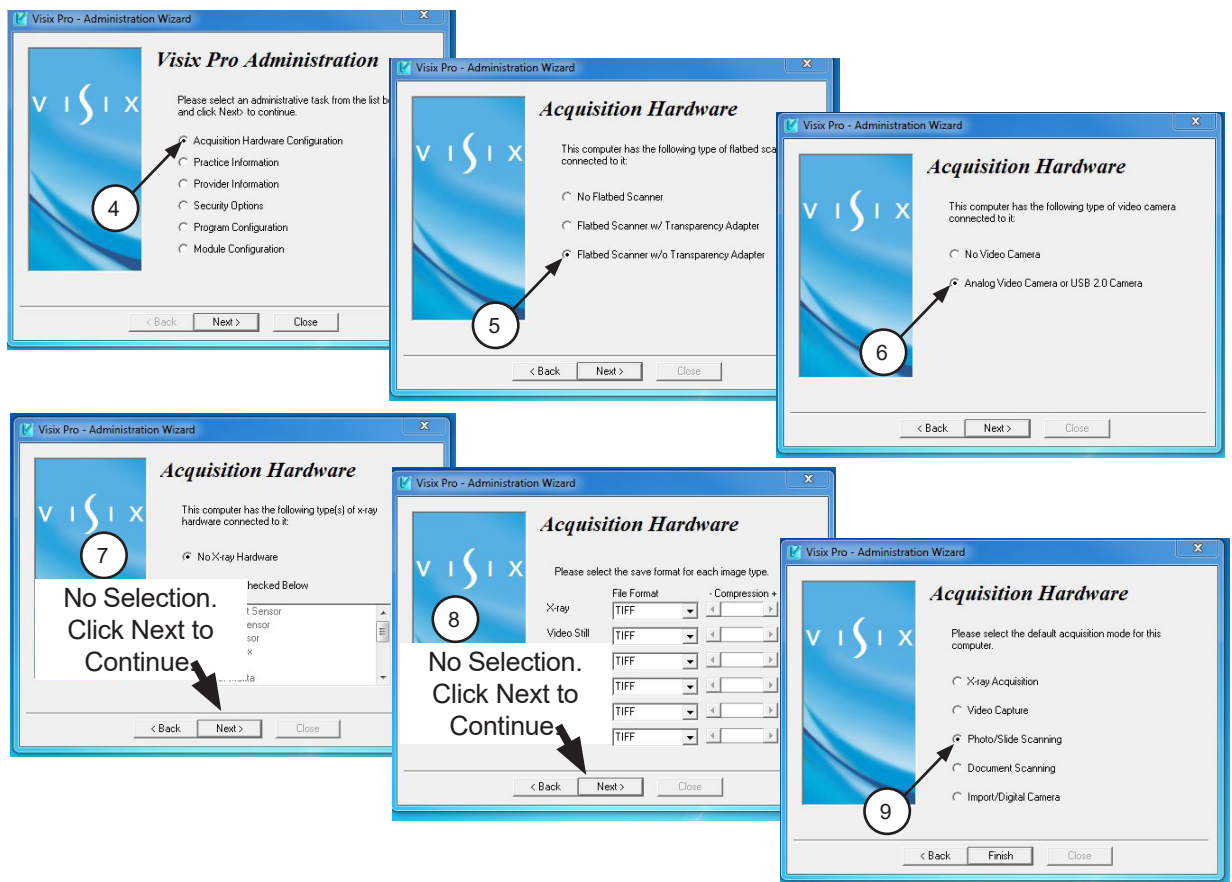 Visix Pro - Administration Wizard
X
VISIX
Visix Pro Administration
Please select an administrative task from the list
and click Next> to continue.
Acquisition Hardware Configuration
Practice Information
Provider Information
Security Options
Program Configuration
Module Configuration
4
< Back Next > Close
Visix Pro - Administration Wizard
X
VISIX
Acquisition Hardware
This computer has the following type of flatbed
connected to it:
No Flatbed Scanner
Flatbed Scanner w/ Transparency Adapter
Flatbed Scanner w/o Transparency Adapter
5
< Back Next > Close
Visix Pro - Administration Wizard
X
VISIX
Acquisition Hardware
This computer has the following type of video camera
connected to it:
No Video Camera
Analog Video Camera or USB 2.0 Camera
6
< Back Next > Close
Visix Pro - Administration Wizard
X
VISIX
Acquisition Hardware
This computer has the following type(s) of x-ray
hardware connected to it:
7
No X-ray Hardware
Below
Sensor
No Selection.
Click Next to
Continue.
< Back Next > Close
Visix Pro - Administration Wizard
X
VISIX
Acquisition Hardware
Please select the save format for each image type.
File Format - Compression +
X-ray TIFF
8
Video Still TIFF
TIFF
TIFF
TIFF
TIFF
No Selection.
Click Next to
Continue.
< Back Next > Close
Visix Pro - Administration Wizard
X
VISIX
Acquisition Hardware
Please select the default acquisition mode for this
computer.
X-ray Acquisition
Video Capture
Photo/Slide Scanning
Document Scanning
Import/Digital Camera
9
< Back Finish Close